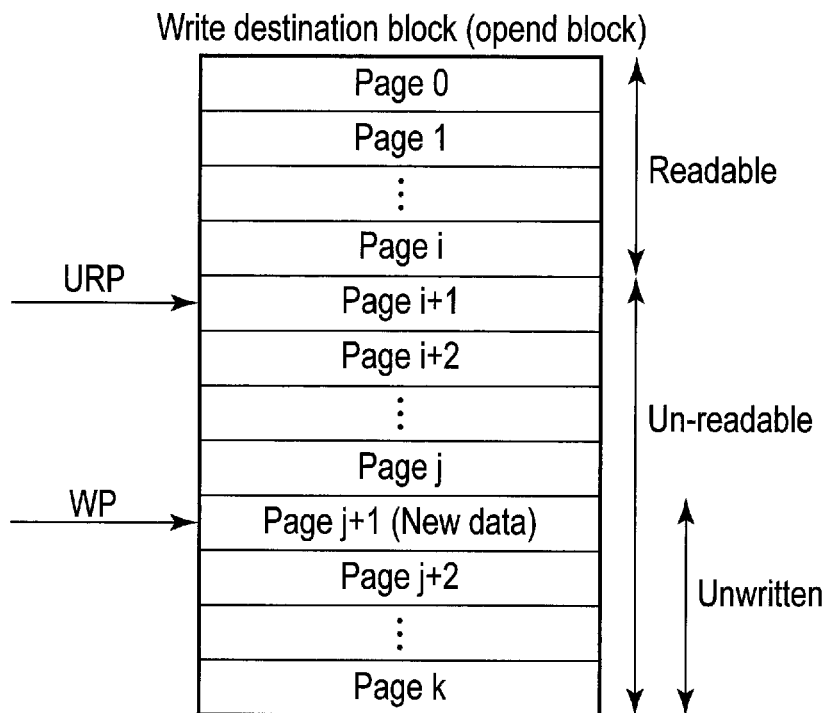 Write destination block (opend block)
Page 0
Page 1
⋮
Readable
Page i
URP
Page i+1
Page i+2
⋮
Un-readable
Page j
WP
Page j+1 (New data)
Page j+2
Unwritten
⋮
Page k